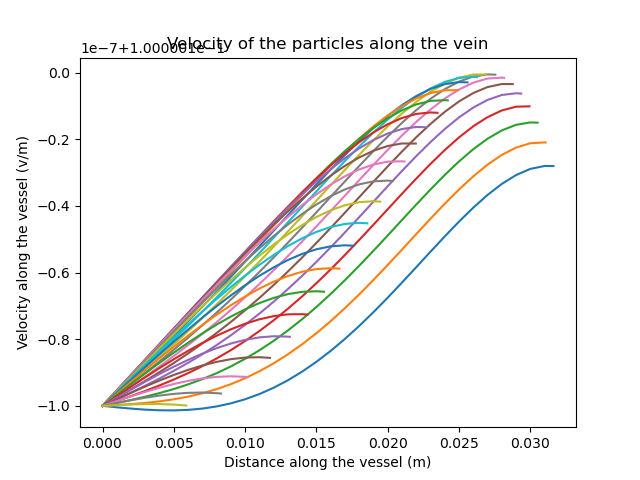 Velocity of the particles along the vein
1e−7+1.000001e−1
0.0
−0.2
−0.4
−0.6
−0.8
−1.0
Velocity along the vessel (v/m)
0.000 0.005 0.010 0.015 0.020 0.025 0.030
Distance along the vessel (m)